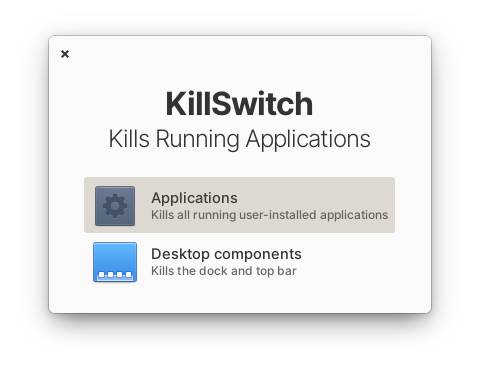 KillSwitch
Kills Running Applications
Applications
Kills all running user-installed applications
Desktop components
Kills the dock and top bar